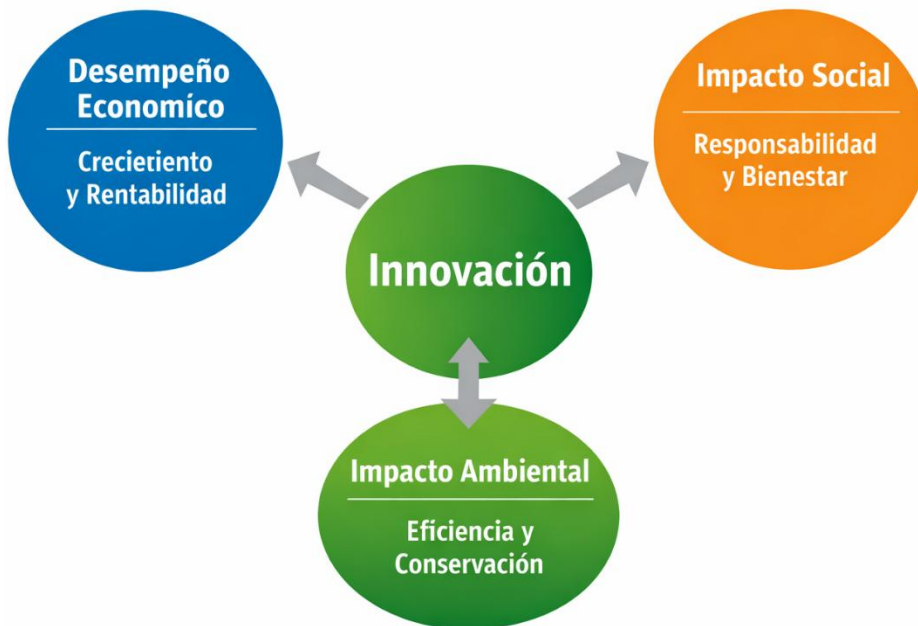 Desempeño
Economíco
Crecietiento
y Rentabilidad
Impacto Social
Responsabilidad
y Bienestar
Innovación
Impacto Ambiental
Eficiencia y
Conservación